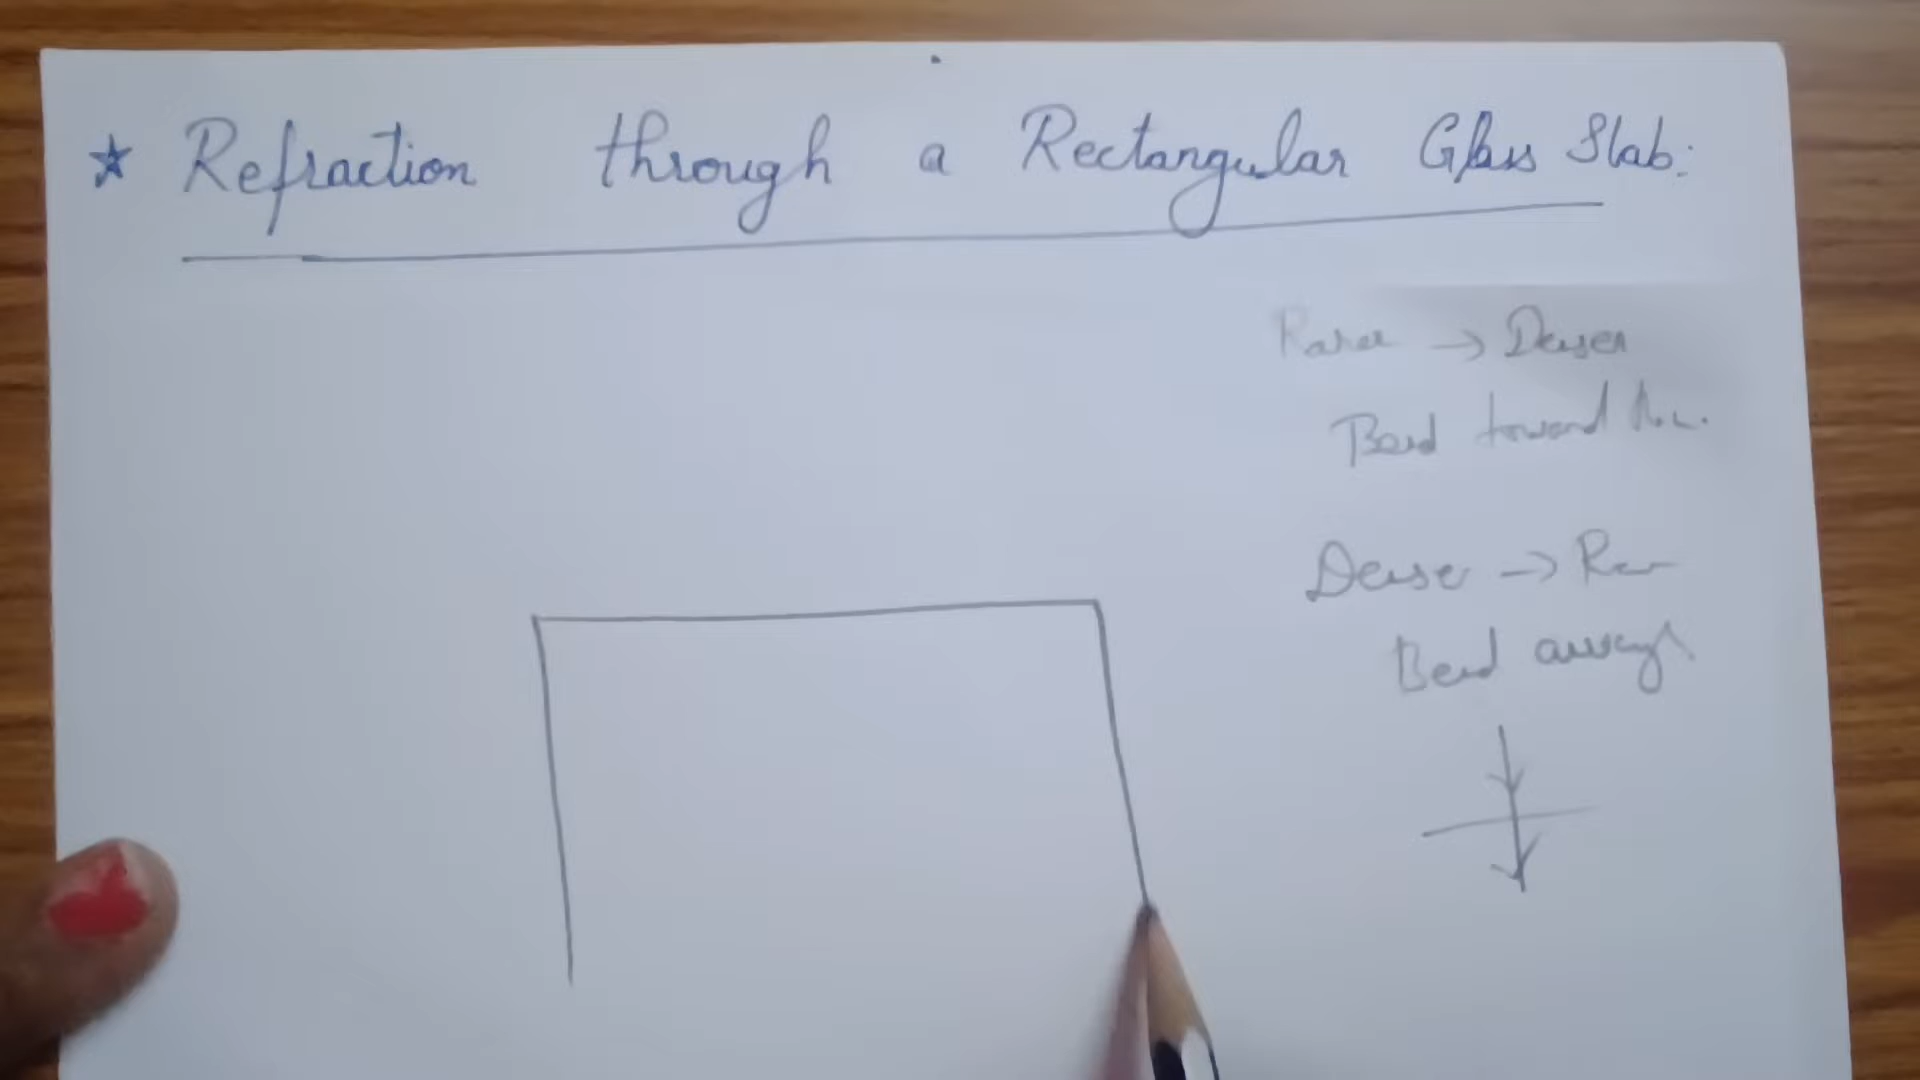 ★ Refraction through a Rectangular Glass Slab:
Rarer → Denser
Bend toward
Dense → Rar
Bend away